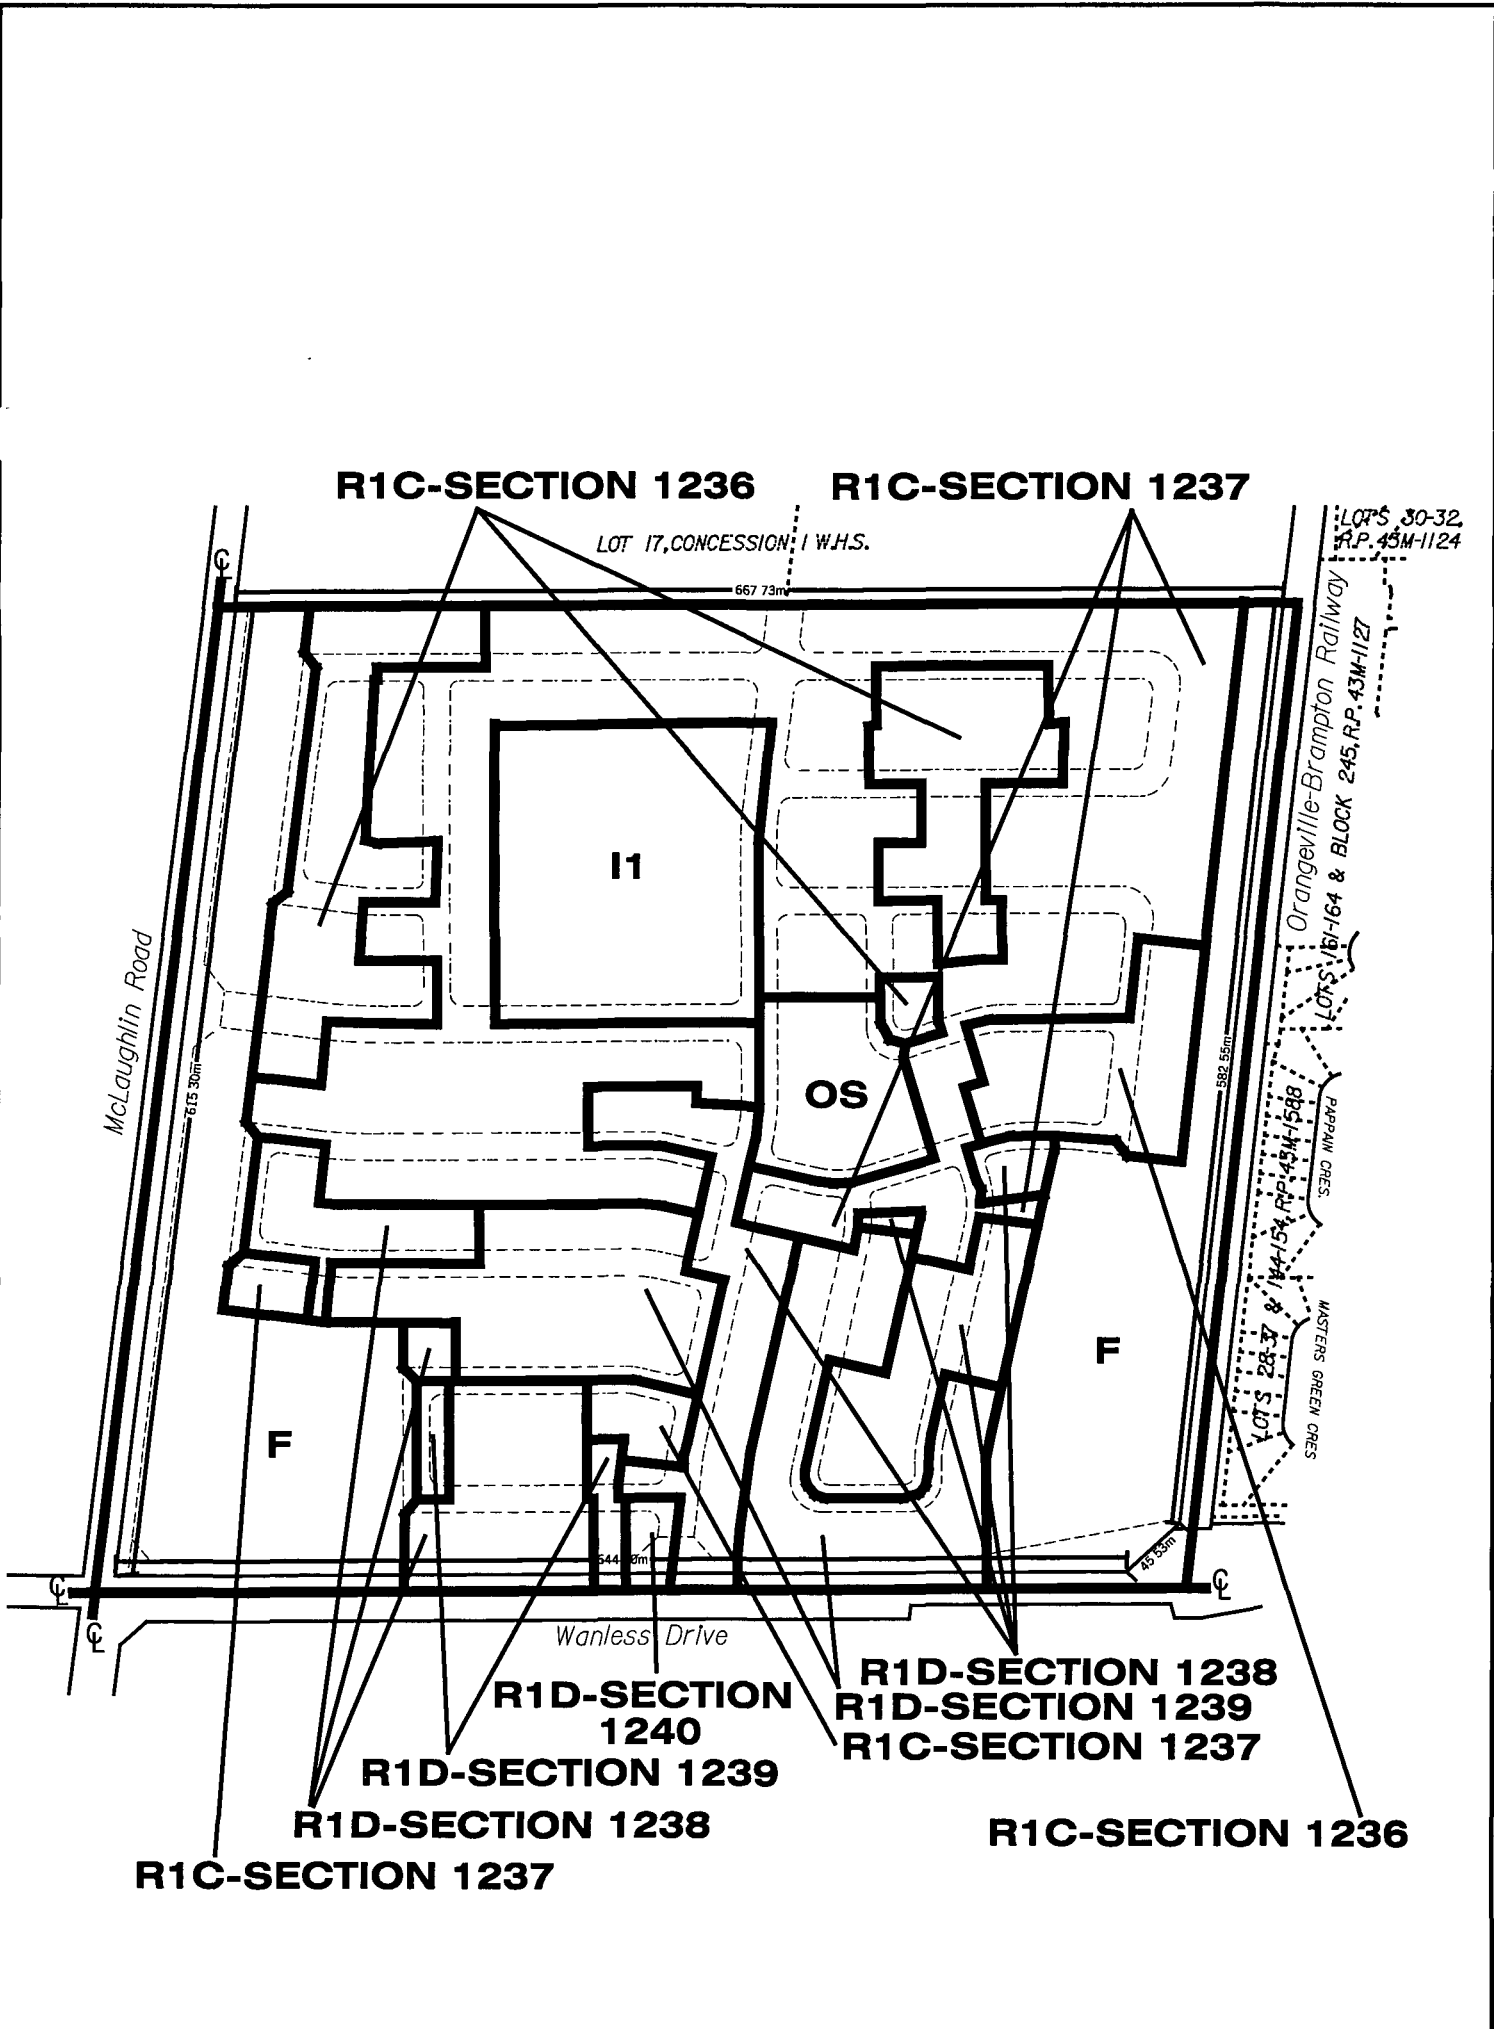 R1C-SECTION 1236
R1C-SECTION 1237
LOT 17, CONCESSION 1 W.H.S.
LOTS 30-32,
R.P. 43M-1124
667 73m
McLaughlin Road
615 30m
Orangeville-Brampton Railway
LOTS 161-164 & BLOCK 245, R.P. 43M-1127
I1
OS
582 55m
PAPPAIN CRES.
LOTS 28-37 & 144-154, R.P. 43M-1588
MASTERS GREEN CRES
F
F
45 53m
Wanless Drive
R1D-SECTION 1238
R1D-SECTION
1240
R1D-SECTION 1239
R1C-SECTION 1237
R1D-SECTION 1239
R1D-SECTION 1238
R1C-SECTION 1236
R1C-SECTION 1237